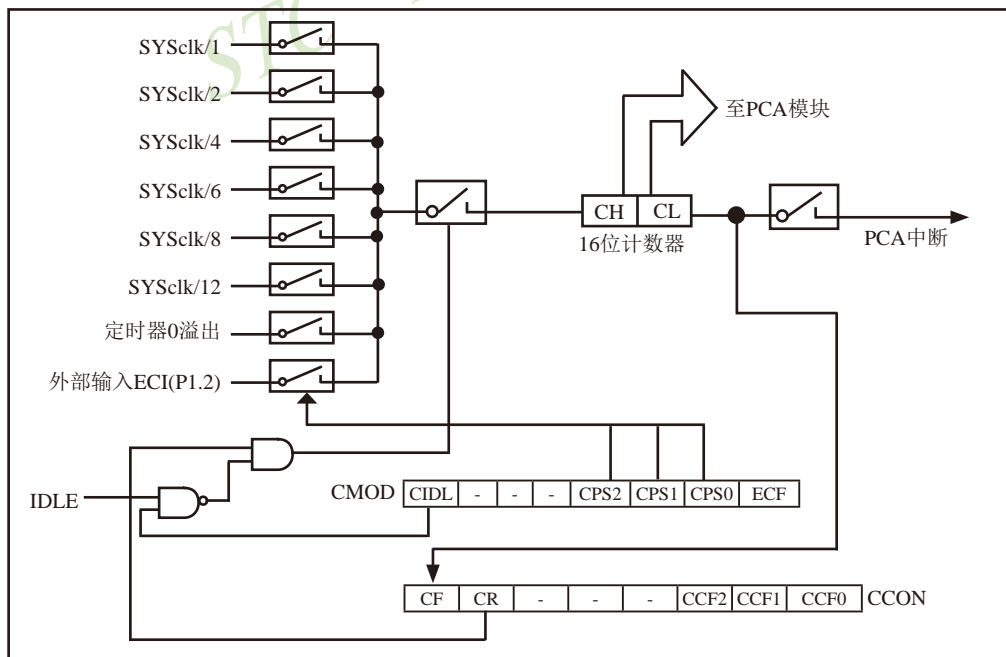 STC
SYSclk/1
SYSclk/2
SYSclk/4
SYSclk/6
SYSclk/8
SYSclk/12
定时器0溢出
外部输入ECI(P1.2)
至PCA模块
CH CL
16位计数器
PCA中断
IDLE
CMOD CIDL - - - CPS2 CPS1 CPS0 ECF
CF CR - - - CCF2 CCF1 CCF0 CCON